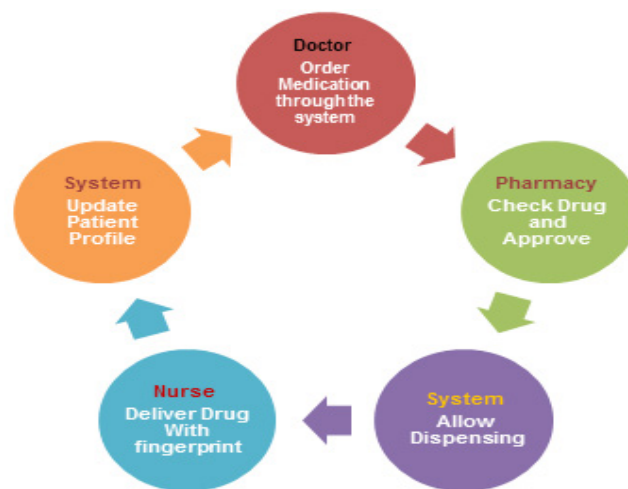 Doctor
Order
Medication
through the
system
Pharmacy
Check Drug
and
Approve
System
Allow
Dispensing
Nurse
Deliver Drug
With
fingerprint
System
Update
Patient
Profile